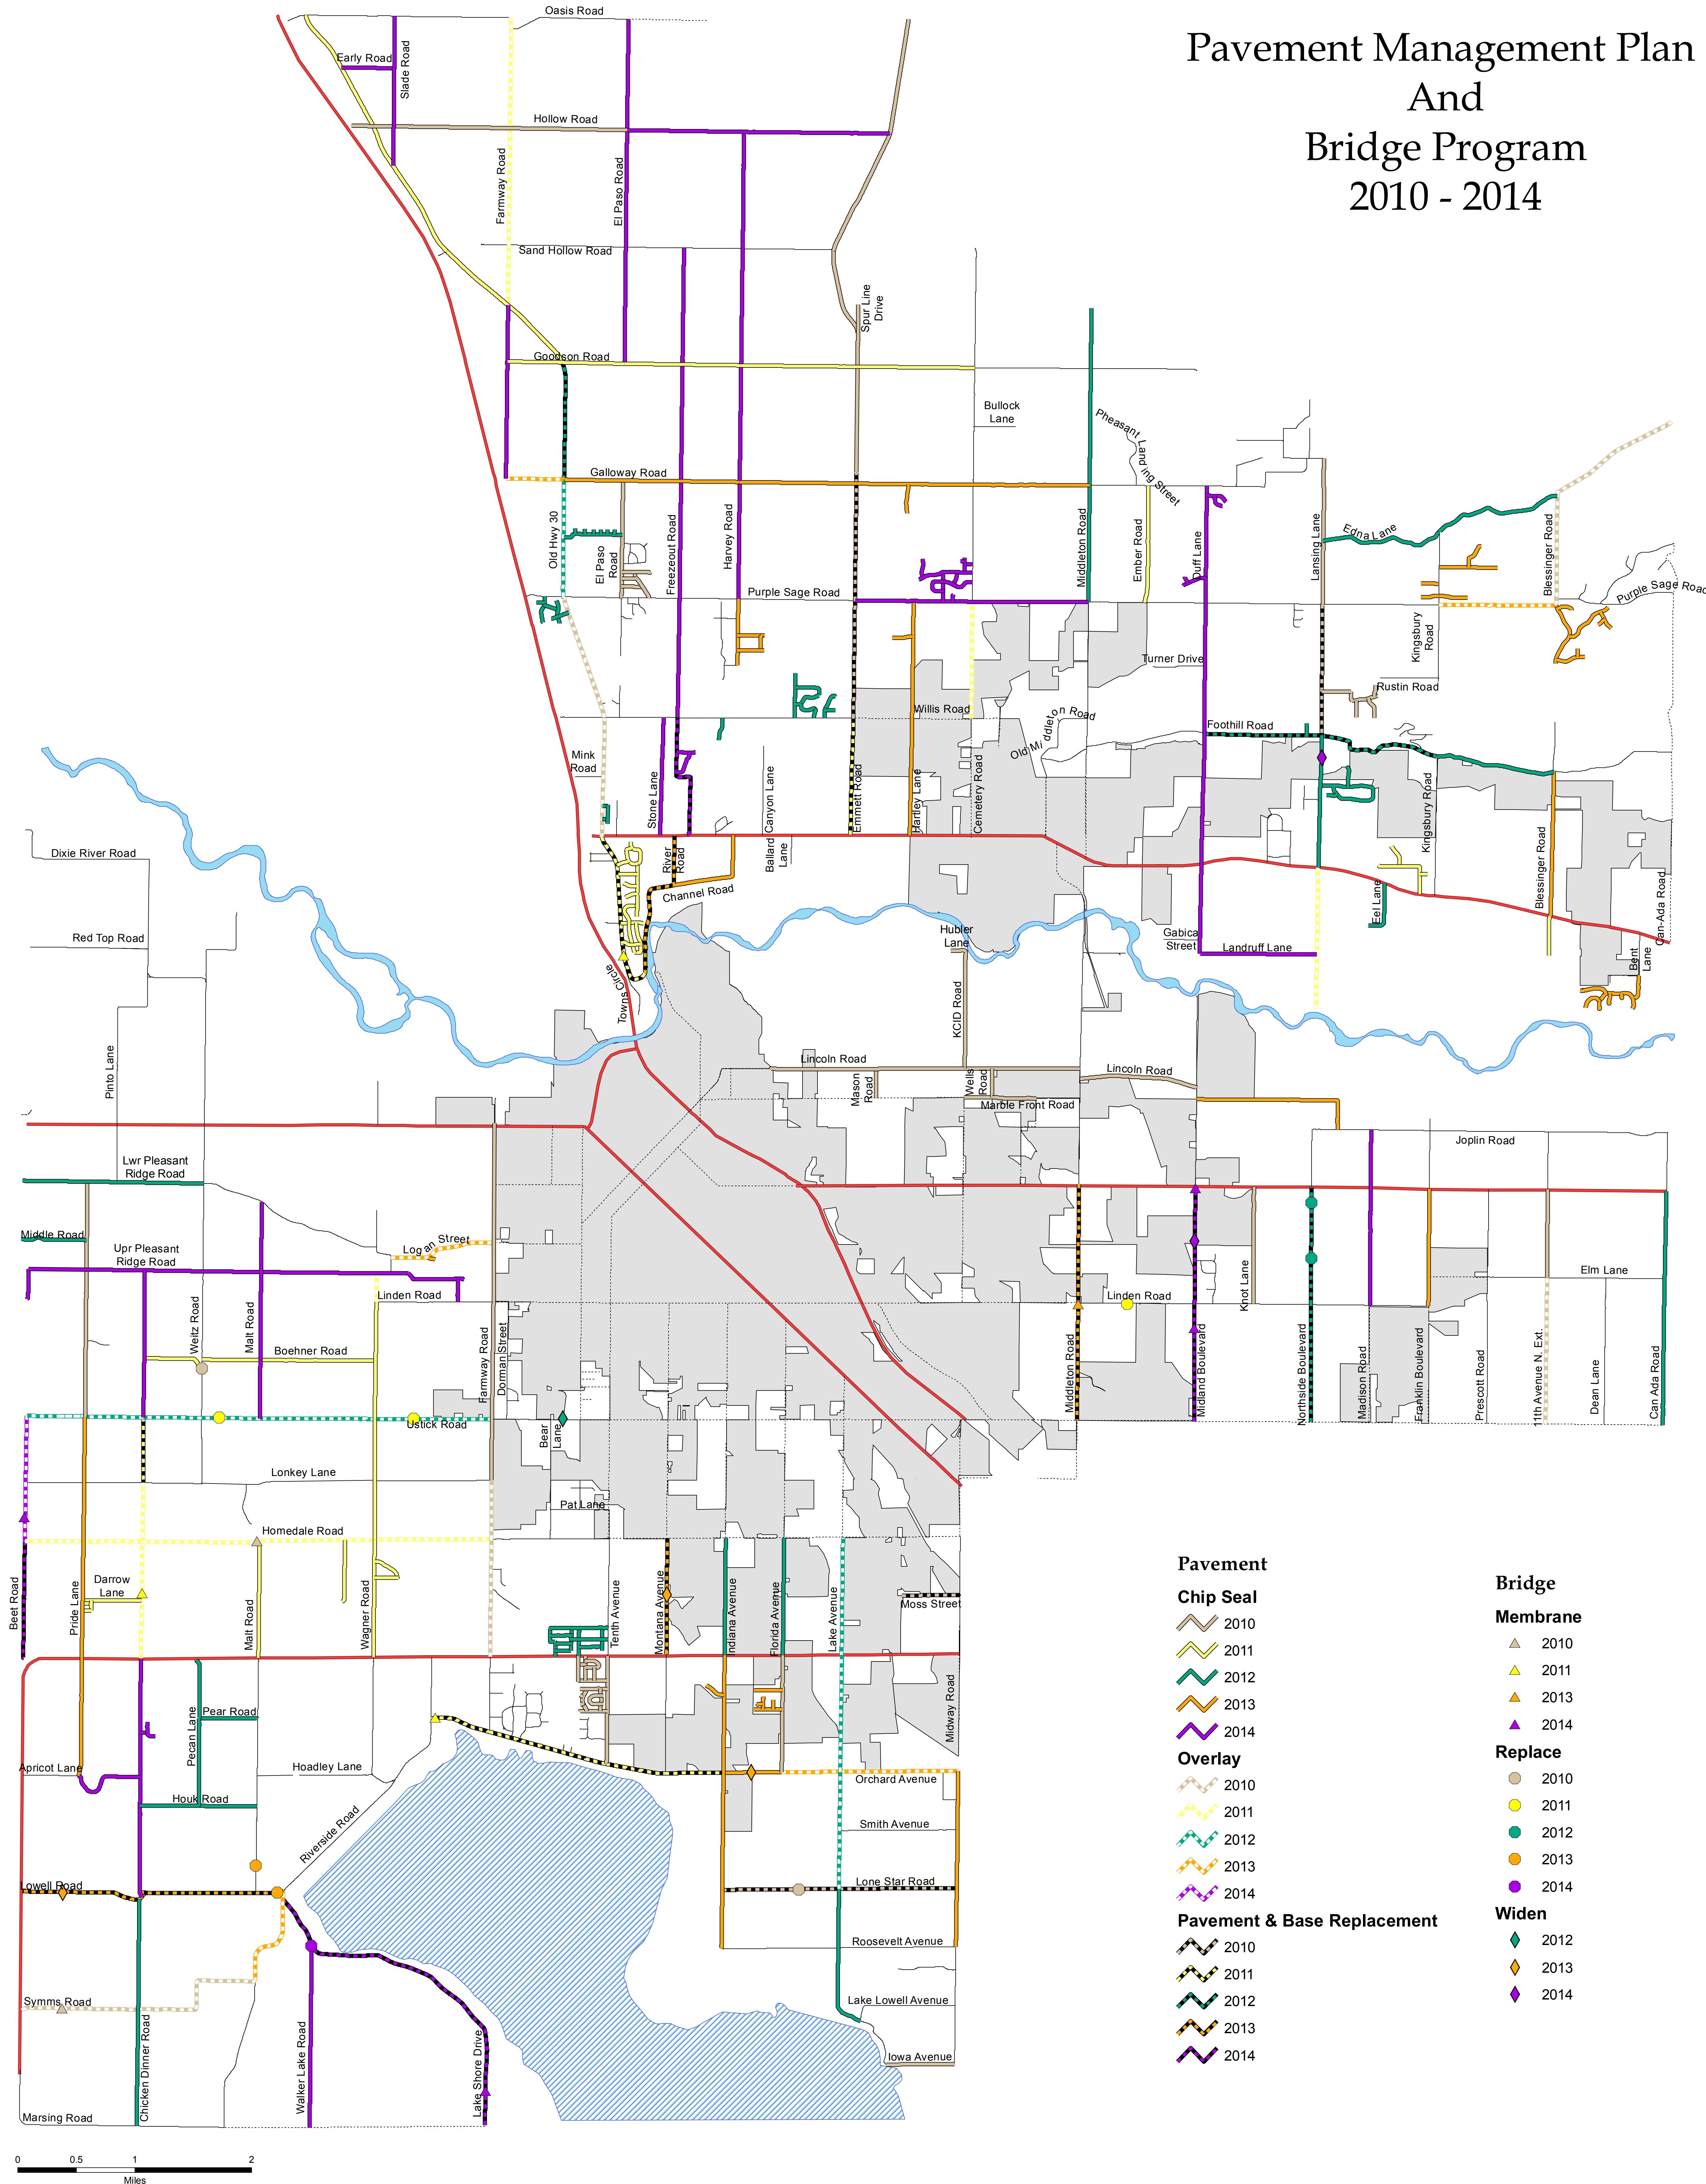 Pavement Management Plan
And
Bridge Program
2010 - 2014
Oasis Road
Early Road
Slade Road
Hollow Road
Farmway Road
El Paso Road
Sand Hollow Road
Spur Line
Drive
Goodson Road
Bullock
Lane
Pheasant Landing Street
Galloway Road
Old Hwy 30
El Paso
Road
Freezeout Road
Harvey Road
Middleton Road
Ember Road
Duff Lane
Lansing Lane
Edna Lane
Blessinger Road
Purple Sage Road
Purple Sage Road
Kingsbury
Road
Turner Drive
Rustin Road
Willis Road
Old Middleton Road
Foothill Road
Mink
Road
Stone Lane
Canyon Lane
Emmett Road
Hartley Lane
Cemetery Road
Kingsbury Road
Dixie River Road
River
Road
Ballard
Lane
Channel Road
Blessinger Road
Eel Lane
Can-Ada Road
Red Top Road
Hubler
Lane
Gabica
Street
Landruff Lane
Bent
Lane
Towns Circle
KCID Road
Pinto Lane
Lincoln Road
Lincoln Road
Mason
Road
Wells
Road
Marble Front Road
Joplin Road
Lwr Pleasant
Ridge Road
Middle Road
Upr Pleasant
Ridge Road
Logan Street
Linden Road
Linden Road
Knot Lane
Elm Lane
Weitz Road
Malt Road
Boehner Road
Farmway Road
Dorman Street
Middleton Road
Midland Boulevard
Northside Boulevard
Madison Road
Franklin Boulevard
Prescott Road
11th Avenue N. Ext.
Dean Lane
Can Ada Road
Ustick Road
Bear
Lane
Lonkey Lane
Pat Lane
Homedale Road
Beet Road
Pride Lane
Darrow
Lane
Malt Road
Wagner Road
Tenth Avenue
Montana Avenue
Indiana Avenue
Florida Avenue
Lake Avenue
Moss Street
Pecan Lane
Pear Road
Midway Road
Apricot Lane
Hoadley Lane
Orchard Avenue
Houk Road
Riverside Road
Smith Avenue
Lowell Road
Lone Star Road
Roosevelt Avenue
Symms Road
Lake Lowell Avenue
Chicken Dinner Road
Walker Lake Road
Lake Shore Drive
Iowa Avenue
Marsing Road
0 0.5 1 2
Miles
Pavement
Chip Seal
2010
2011
2012
2013
2014
Overlay
2010
2011
2012
2013
2014
Pavement & Base Replacement
2010
2011
2012
2013
2014
Bridge
Membrane
2010
2011
2013
2014
Replace
2010
2011
2012
2013
2014
Widen
2012
2013
2014